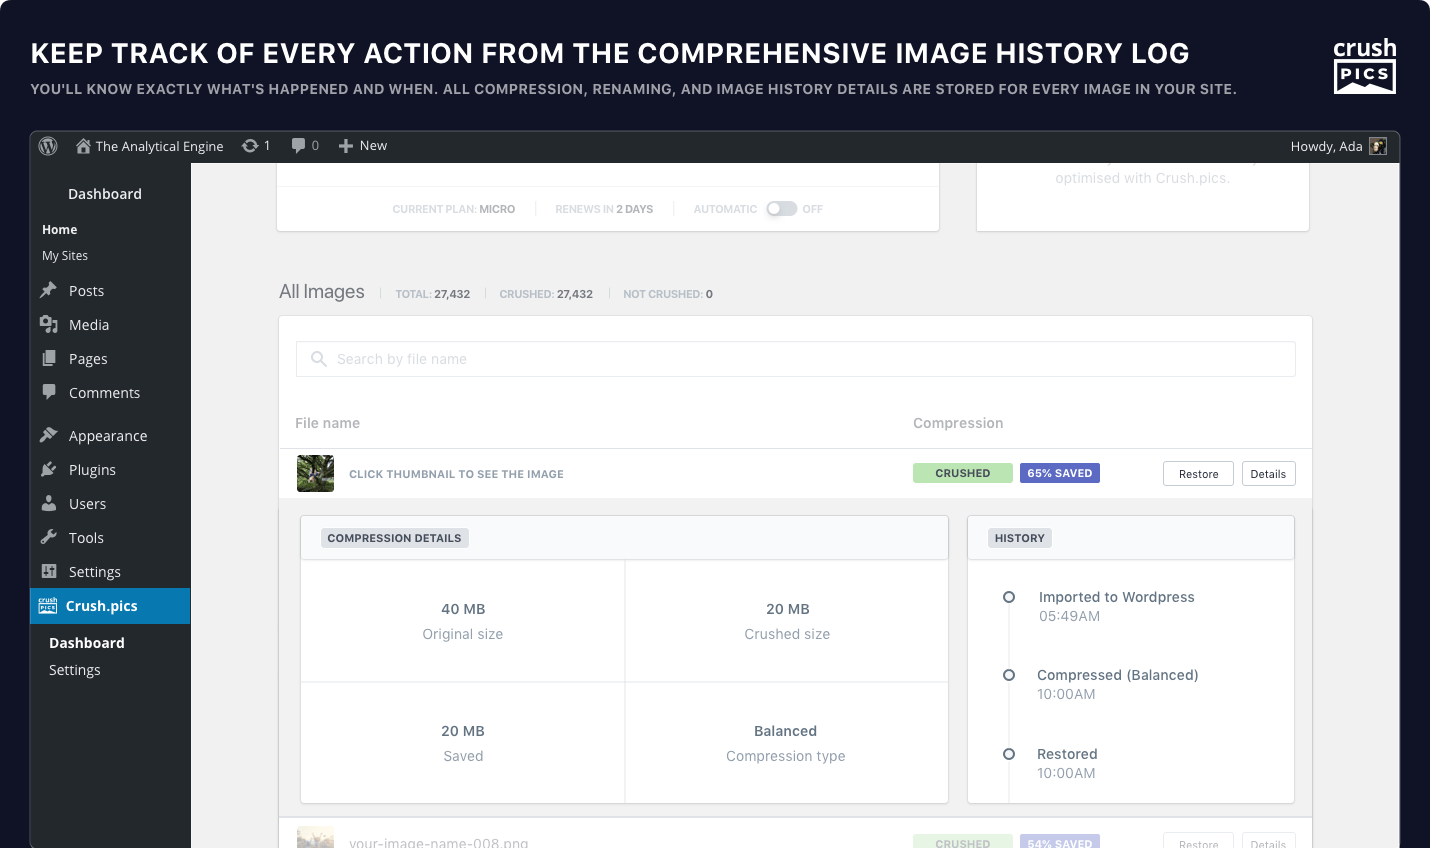 KEEP TRACK OF EVERY ACTION FROM THE COMPREHENSIVE IMAGE HISTORY LOG
YOU'LL KNOW EXACTLY WHAT'S HAPPENED AND WHEN. ALL COMPRESSION, RENAMING, AND IMAGE HISTORY DETAILS ARE STORED FOR EVERY IMAGE IN YOUR SITE.
crush
PICS
The Analytical Engine 1 0 New
Howdy, Ada
Dashboard
Home
My Sites
Posts
Media
Pages
Comments
Appearance
Plugins
Users
Tools
Settings
crush
PICS
Crush.pics
Dashboard
Settings
optimised with Crush.pics.
CURRENT PLAN: MICRO RENEWS IN 2 DAYS AUTOMATIC OFF
All Images TOTAL: 27,432 CRUSHED: 27,432 NOT CRUSHED: 0
Search by file name
File name Compression
CLICK THUMBNAIL TO SEE THE IMAGE CRUSHED 65% SAVED Restore Details
COMPRESSION DETAILS
40 MB
Original size
20 MB
Crushed size
20 MB
Saved
Balanced
Compression type
HISTORY
Imported to Wordpress
05:49AM
Compressed (Balanced)
10:00AM
Restored
10:00AM
your-image-name-008.png CRUSHED 54% SAVED Restore Details